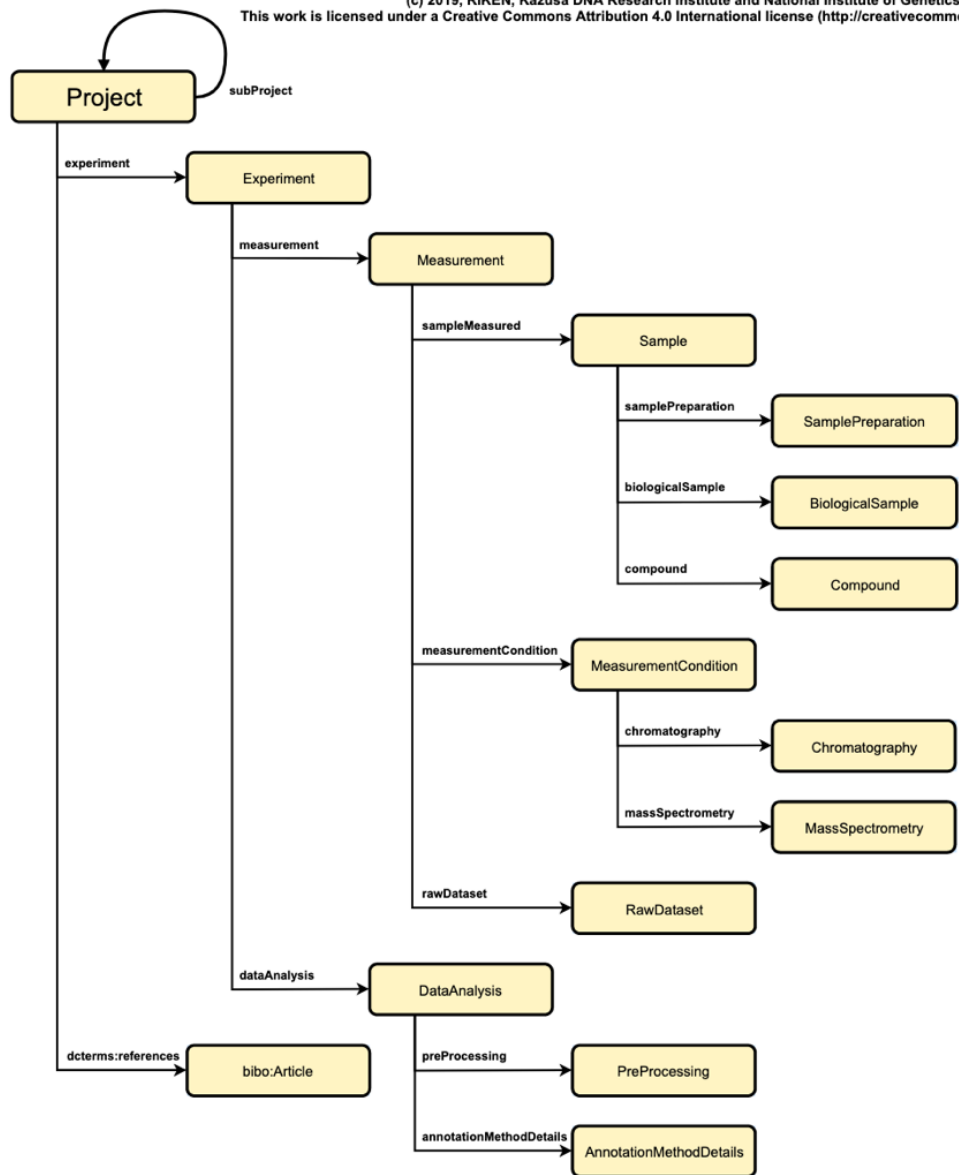 (c) 2019, RIKEN, Kazusa DNA Research Institute and National Institute of Genetics
This work is licensed under a Creative Commons Attribution 4.0 International license (http://creativecommo
Project
subProject
experiment
Experiment
measurement
Measurement
sampleMeasured
Sample
samplePreparation
SamplePreparation
biologicalSample
BiologicalSample
compound
Compound
measurementCondition
MeasurementCondition
chromatography
Chromatography
massSpectrometry
MassSpectrometry
rawDataset
RawDataset
dataAnalysis
DataAnalysis
dcterms:references
bibo:Article
preProcessing
PreProcessing
annotationMethodDetails
AnnotationMethodDetails